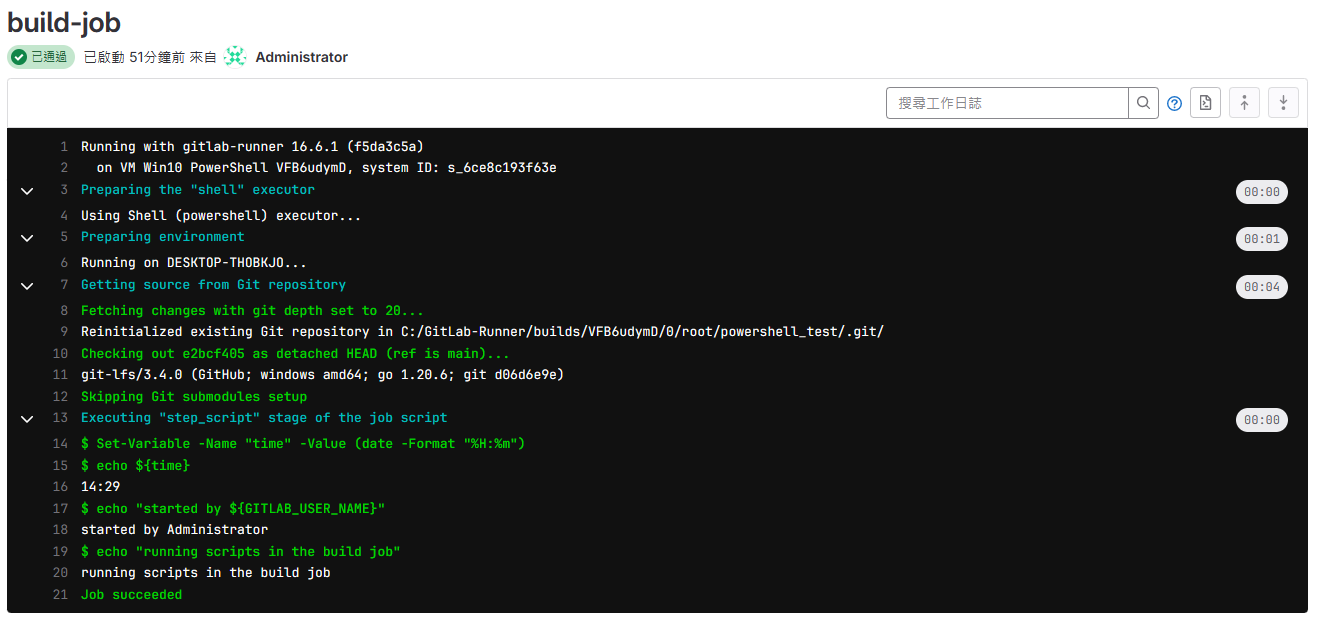 build-job
已通過 已啟動 51分鐘前 來自 Administrator
搜尋工作日誌
1 Running with gitlab-runner 16.6.1 (f5da3c5a)
2 on VM Win10 PowerShell VFB6udymD, system ID: s_6ce8c193f63e
3 Preparing the "shell" executor 00:00
4 Using Shell (powershell) executor...
5 Preparing environment 00:01
6 Running on DESKTOP-THOBKJO...
7 Getting source from Git repository 00:04
8 Fetching changes with git depth set to 20...
9 Reinitialized existing Git repository in C:/GitLab-Runner/builds/VFB6udymD/0/root/powershell_test/.git/
10 Checking out e2bcf405 as detached HEAD (ref is main)...
11 git-lfs/3.4.0 (GitHub; windows amd64; go 1.20.6; git d06d6e9e)
12 Skipping Git submodules setup
13 Executing "step_script" stage of the job script 00:00
14 $ Set-Variable -Name "time" -Value (date -Format "%H:%m")
15 $ echo ${time}
16 14:29
17 $ echo "started by ${GITLAB_USER_NAME}"
18 started by Administrator
19 $ echo "running scripts in the build job"
20 running scripts in the build job
21 Job succeeded